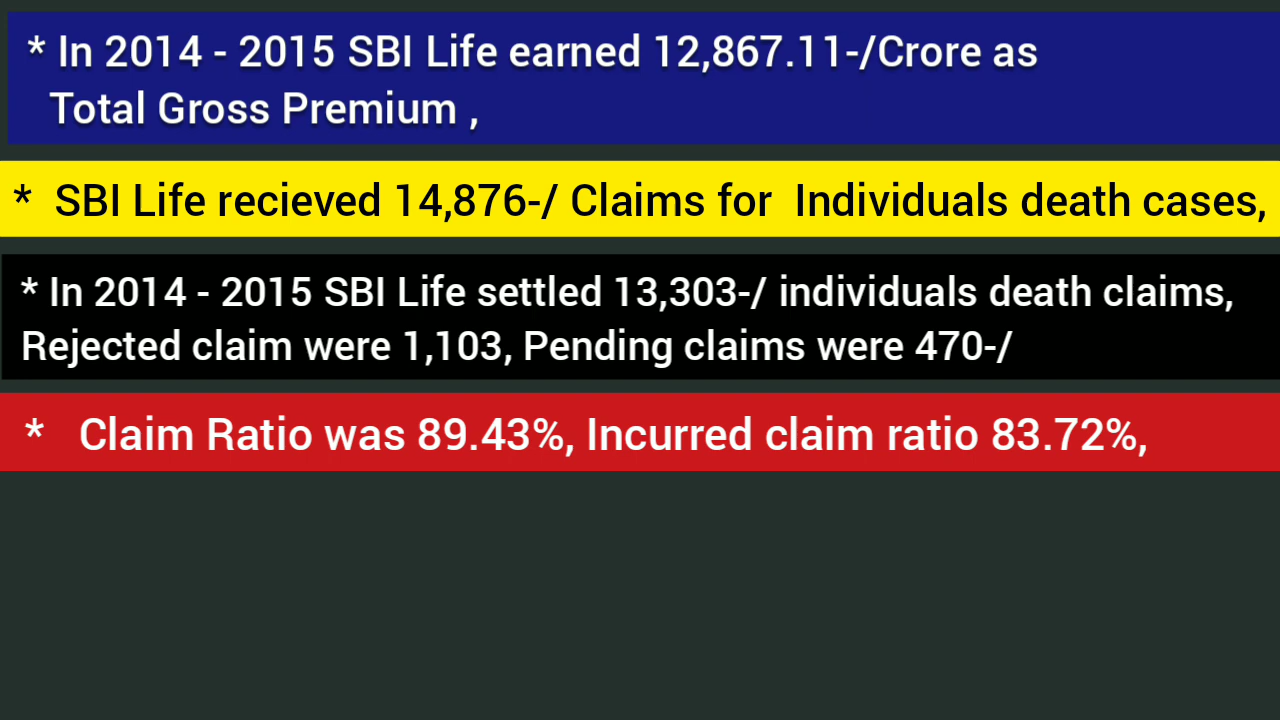 * In 2014 - 2015 SBI Life earned 12,867.11-/Crore as
Total Gross Premium ,
* SBI Life recieved 14,876-/ Claims for Individuals death cases,
* In 2014 - 2015 SBI Life settled 13,303-/ individuals death claims,
Rejected claim were 1,103, Pending claims were 470-/
* Claim Ratio was 89.43%, Incurred claim ratio 83.72%,